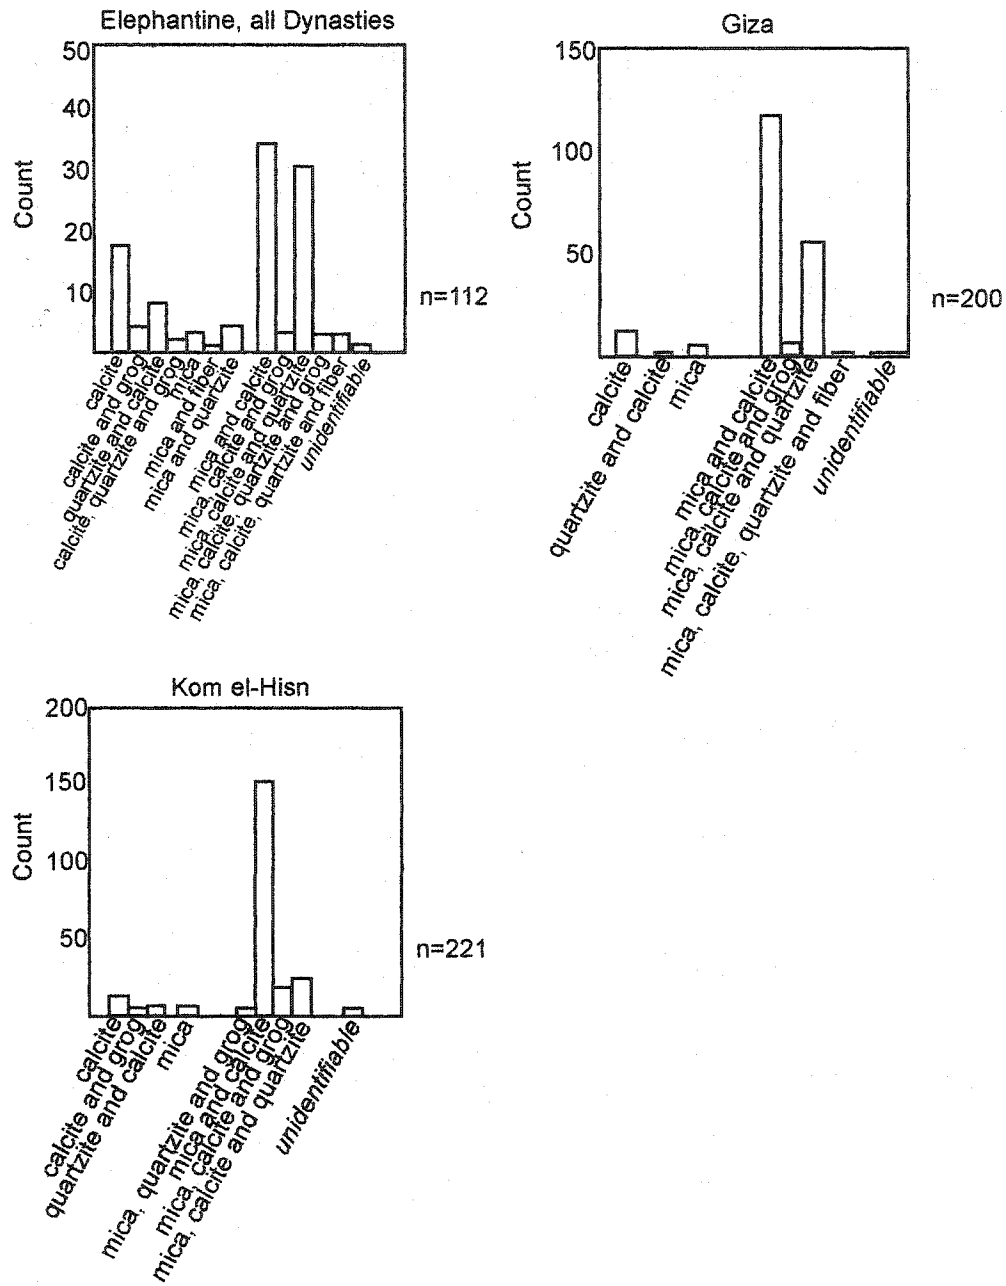 Elephantine, all Dynasties
50
40
30
20
10
Count
n=112
calcite
calcite and grog
quartzite and calcite
calcite, quartzite and grog
mica
mica and fiber
mica and quartzite
mica and calcite
mica, calcite and grog
mica, calcite and quartzite
mica, calcite, quartzite and grog
mica, calcite, quartzite and fiber
unidentifiable
Giza
150
100
50
Count
n=200
calcite
quartzite and calcite
mica
mica and calcite
mica, calcite and grog
mica, calcite and quartzite
mica, calcite, quartzite and fiber
unidentifiable
Kom el-Hisn
200
150
100
50
Count
n=221
calcite
calcite and grog
quartzite and calcite
mica
mica, quartzite and grog
mica and calcite
mica, calcite and grog
mica, calcite and quartzite
unidentifiable